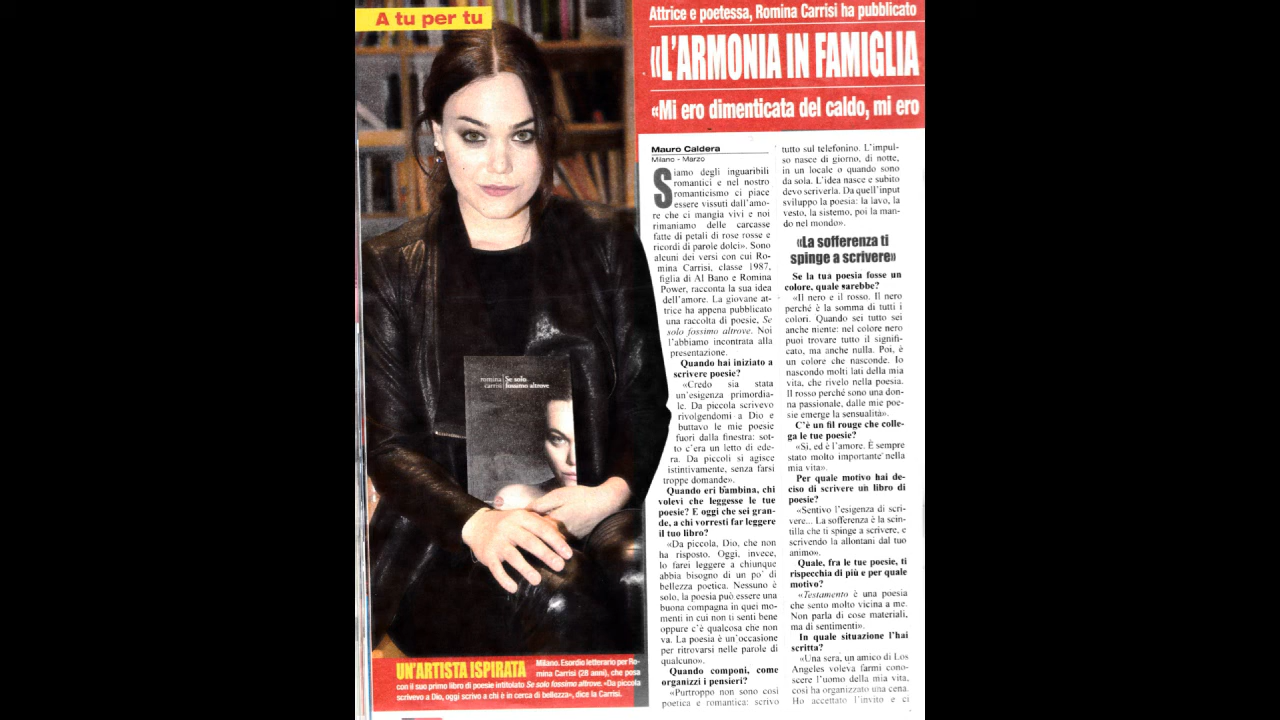 A tu per tu
Attrice e poetessa, Romina Carrisi ha pubblicato
«L'ARMONIA IN FAMIGLIA
«Mi ero dimenticata del caldo, mi ero
romina | Se solo
carrisi | fossimo altrove
UN'ARTISTA ISPIRATA Milano. Esordio letterario per Ro-
mina Carrisi (28 anni), che posa
con il suo primo libro di poesie intitolato Se solo fossimo altrove. «Da piccola
scrivevo a Dio, oggi scrivo a chi è in cerca di bellezza», dice la Carrisi.
Mauro Caldera
Milano - Marzo
Siamo degli inguaribili
romantici e nel nostro
romanticismo ci piace
essere vissuti dall'amo-
re che ci mangia vivi e noi
rimaniamo delle carcasse
fatte di petali di rose rosse e
ricordi di parole dolci». Sono
alcuni dei versi con cui Ro-
mina Carrisi, classe 1987,
figlia di Al Bano e Romina
Power, racconta la sua idea
dell'amore. La giovane at-
trice ha appena pubblicato
una raccolta di poesie, Se
solo fossimo altrove. Noi
l'abbiamo incontrata alla
presentazione.
Quando hai iniziato a
scrivere poesie?
«Credo sia stata
un'esigenza primordia-
le. Da piccola scrivevo
rivolgendomi a Dio e
buttavo le mie poesie
fuori dalla finestra: sot-
to c'era un letto di ede-
ra. Da piccoli si agisce
istintivamente, senza farsi
troppe domande».
Quando eri bambina, chi
volevi che leggesse le tue
poesie? E oggi che sei gran-
de, a chi vorresti far leggere
il tuo libro?
«Da piccola, Dio, che non
ha risposto. Oggi, invece,
lo farei leggere a chiunque
abbia bisogno di un po' di
bellezza poetica. Nessuno è
solo, la poesia può essere una
buona compagna in quei mo-
menti in cui non ti senti bene
oppure c'è qualcosa che non
va. La poesia è un'occasione
per ritrovarsi nelle parole di
qualcuno».
Quando componi, come
organizzi i pensieri?
«Purtroppo non sono così
poetica e romantica: scrivo
tutto sul telefonino. L'impul-
so nasce di giorno, di notte,
in un locale o quando sono
da sola. L'idea nasce e subito
devo scriverla. Da quell'input
sviluppo la poesia: la lavo, la
vesto, la sistemo, poi la man-
do nel mondo».
«La sofferenza ti
spinge a scrivere»
Se la tua poesia fosse un
colore, quale sarebbe?
«Il nero e il rosso. Il nero
perché è la somma di tutti i
colori. Quando sei tutto sei
anche niente: nel colore nero
puoi trovare tutto il signifi-
cato, ma anche nulla. Poi, è
un colore che nasconde. Io
nascondo molti lati della mia
vita, che rivelo nella poesia.
Il rosso perché sono una don-
na passionale, dalle mie poe-
sie emerge la sensualità».
C'è un fil rouge che colle-
ga le tue poesie?
«Sì, ed è l'amore. È sempre
stato molto importante nella
mia vita».
Per quale motivo hai de-
ciso di scrivere un libro di
poesie?
«Sentivo l'esigenza di scri-
vere... La sofferenza è la scin-
tilla che ti spinge a scrivere, e
scrivendo la allontani dal tuo
animo».
Quale, fra le tue poesie, ti
rispecchia di più e per quale
motivo?
«Testamento è una poesia
che sento molto vicina a me.
Non parla di cose materiali,
ma di sentimenti».
In quale situazione l'hai
scritta?
«Una sera, un amico di Los
Angeles voleva farmi cono-
scere l'uomo della mia vita,
così ha organizzato una cena.
Ho accettato l'invito e ci